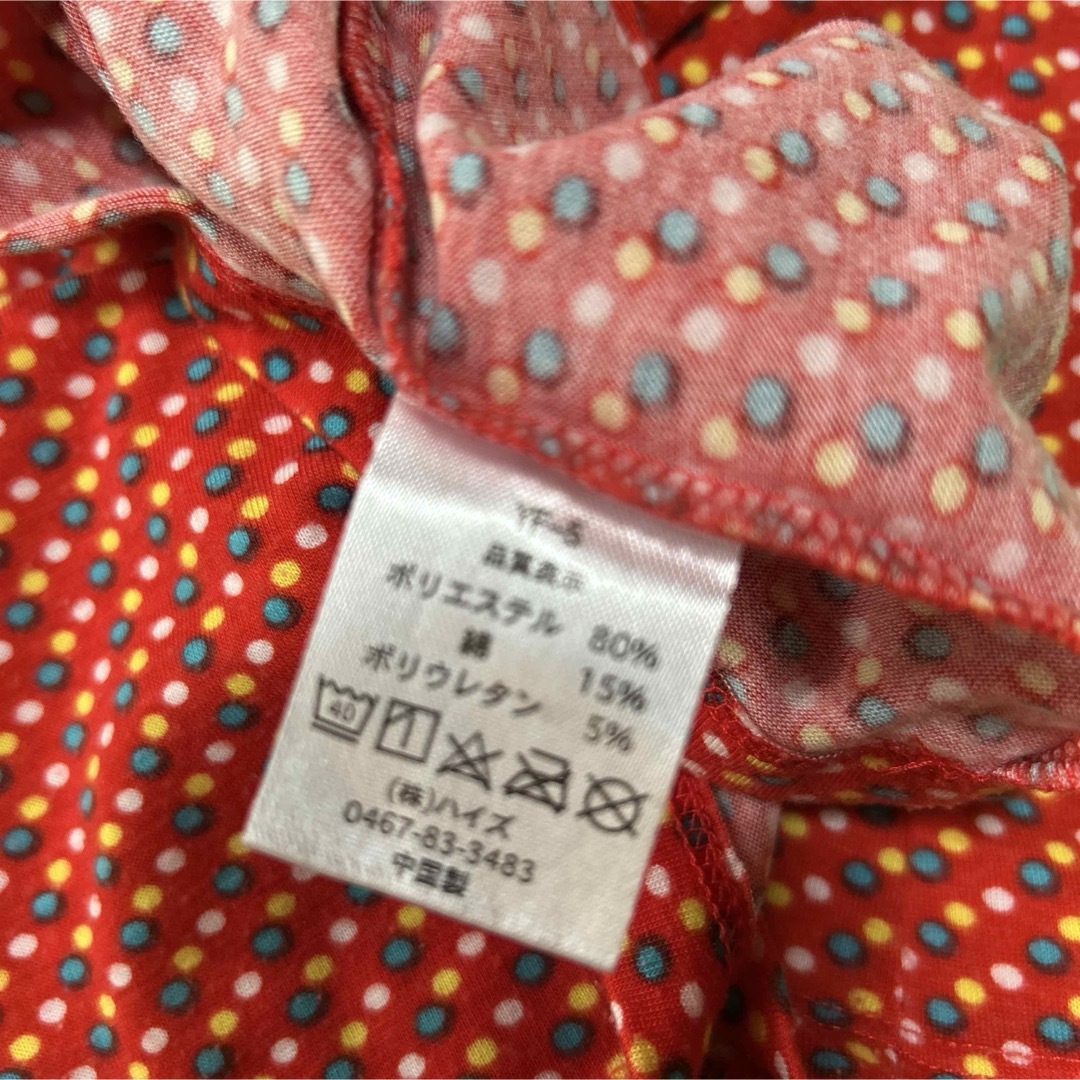 YF-5
品質表示
ポリエステル 80%
綿 15%
ポリウレタン 5%
40
(株)ハイズ
0467-83-3483
中国製